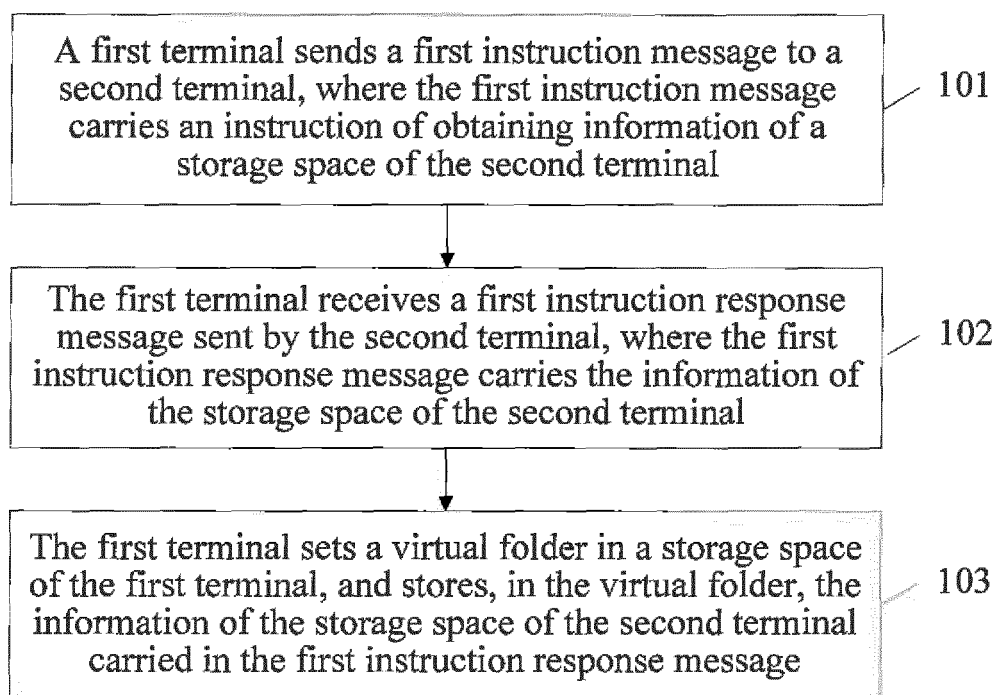 A first terminal sends a first instruction message to a
second terminal, where the first instruction message
carries an instruction of obtaining information of a
storage space of the second terminal
101
The first terminal receives a first instruction response
message sent by the second terminal, where the first
instruction response message carries the information of
the storage space of the second terminal
102
The first terminal sets a virtual folder in a storage space
of the first terminal, and stores, in the virtual folder, the
information of the storage space of the second terminal
carried in the first instruction response message
103